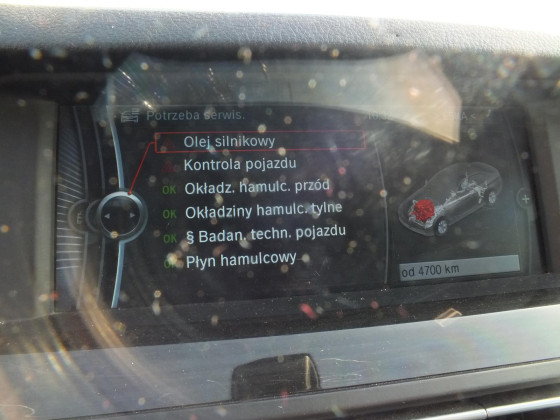 Potrzeba serwis.
Olej silnikowy
Kontrola pojazdu
OK Okładz. hamulc. przód
OK Okładziny hamulc. tylne
OK § Badan. techn. pojazdu
OK Płyn hamulcowy
od 4700 km